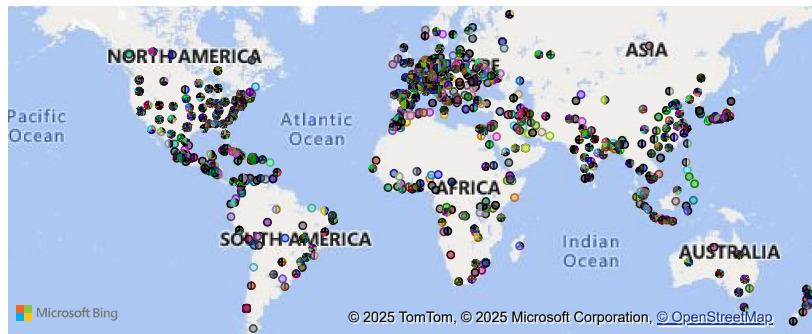 NORTH AMERICA
ASIA
Pacific
Ocean
Atlantic
Ocean
AFRICA
SOUTH AMERICA
Indian
Ocean
AUSTRALIA
Microsoft Bing
© 2025 TomTom, © 2025 Microsoft Corporation, © OpenStreetMap